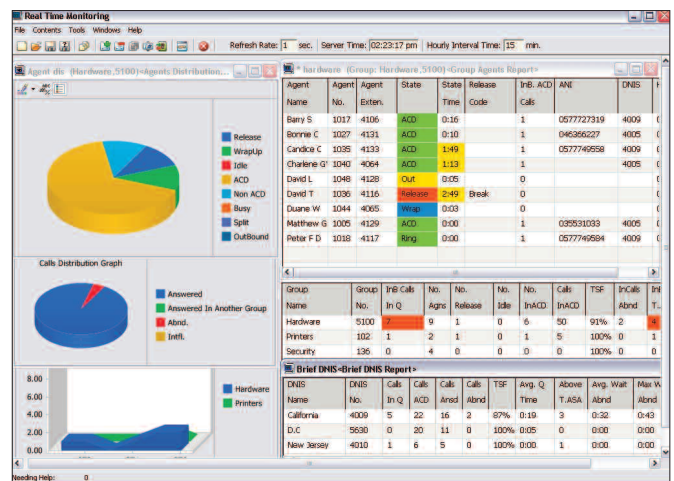 Real Time Monitoring
File Contents Tools Windows Help
Refresh Rate: 1 sec. Server Time: 02:23:17 pm Hourly Interval Time: 15 min.
Agent dis (Hardware,5100)<Agents Distribution...
Release
WrapUp
Idle
ACD
Non ACD
Busy
Split
OutBound
Calls Distribution Graph
Answered
Answered In Another Group
Abnd.
Intfl.
8.00
6.00
4.00
2.00
0.00
Hardware
Printers
* hardware (Group: Hardware,5100)<Group Agents Report>
Agent Agent Agent State State Release InB. ACD ANI DNIS
Name No. Exten. Time Code Calls
Barry S 1017 4106 ACD 0:16 1 0577727319 4009
Bonnie C 1027 4131 ACD 0:10 1 046366227 4005
Candice C 1035 4133 ACD 1:49 1 0577749558 4009
Charlene G' 1040 4064 ACD 1:13 1 4005
David L 1048 4128 Out 0:05 0
David T 1036 4116 Release 2:49 Break 0
Duane W 1044 4065 Wrap 0:03 0
Matthew G 1005 4129 ACD 0:00 1 035531033 4005
Peter F D 1018 4117 Ring 0:00 1 0577749584 4009
Group Group InB Calls No. No. No. No. Calls TSF InCalls
Name No. In Q Agns Release Idle InACD InACD Abnd T..
Hardware 5100 7 9 1 0 6 50 91% 2 4
Printers 102 1 2 1 0 1 5 100% 0 1
Security 136 0 4 0 0 0 0 100% 0 0
Brief DNIS<Brief DNIS Report>
DNIS DNIS Calls Calls Calls Calls TSF Avg. Q Above Avg. Wait Max W
Name No. In Q ACD Ansd Abnd Time T.ASA Abnd Abnd
California 4009 5 22 16 2 87% 0:19 3 0:32 0:43
D.C 5630 0 20 11 0 100% 0:05 0 0:00 0:00
New Jersey 4010 1 6 5 0 100% 0:00 1 0:00 0:00
Needing Help: 0